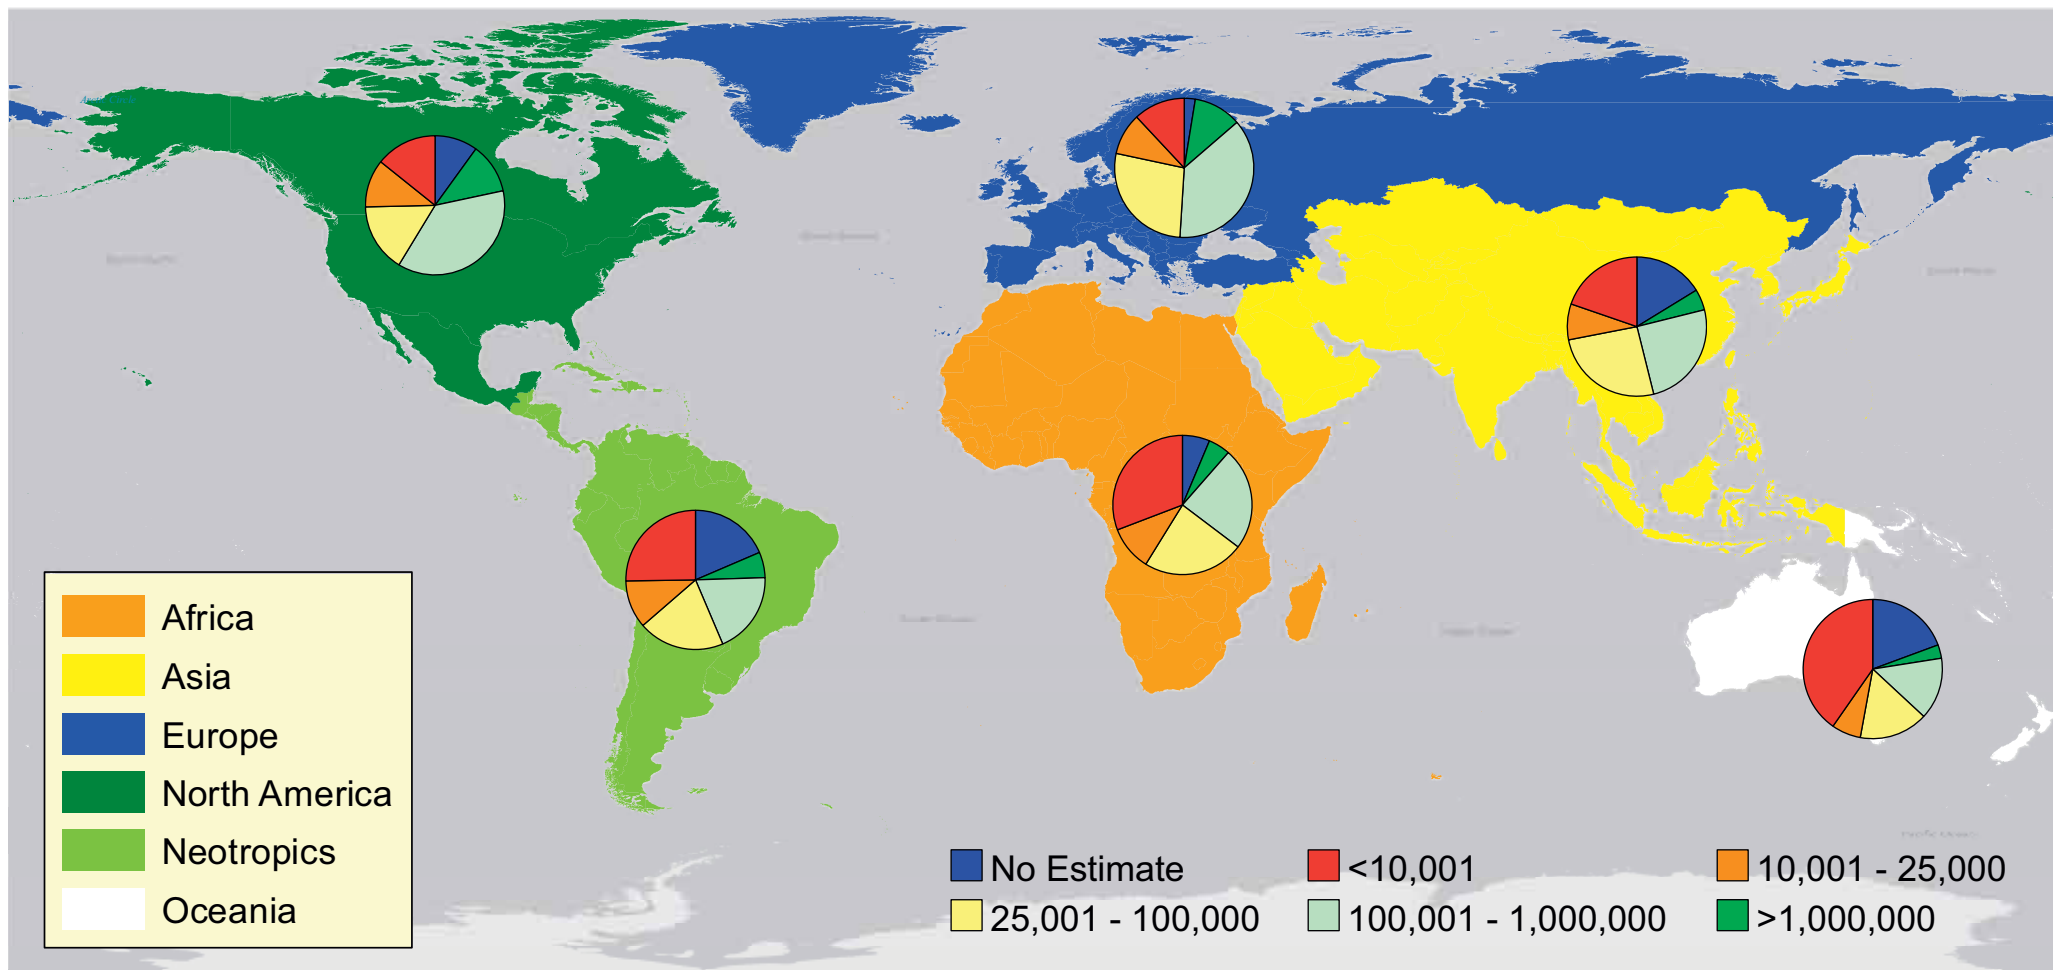 Africa
Asia
Europe
North America
Neotropics
Oceania
No Estimate
<10,001
10,001 - 25,000
25,001 - 100,000
100,001 - 1,000,000
>1,000,000